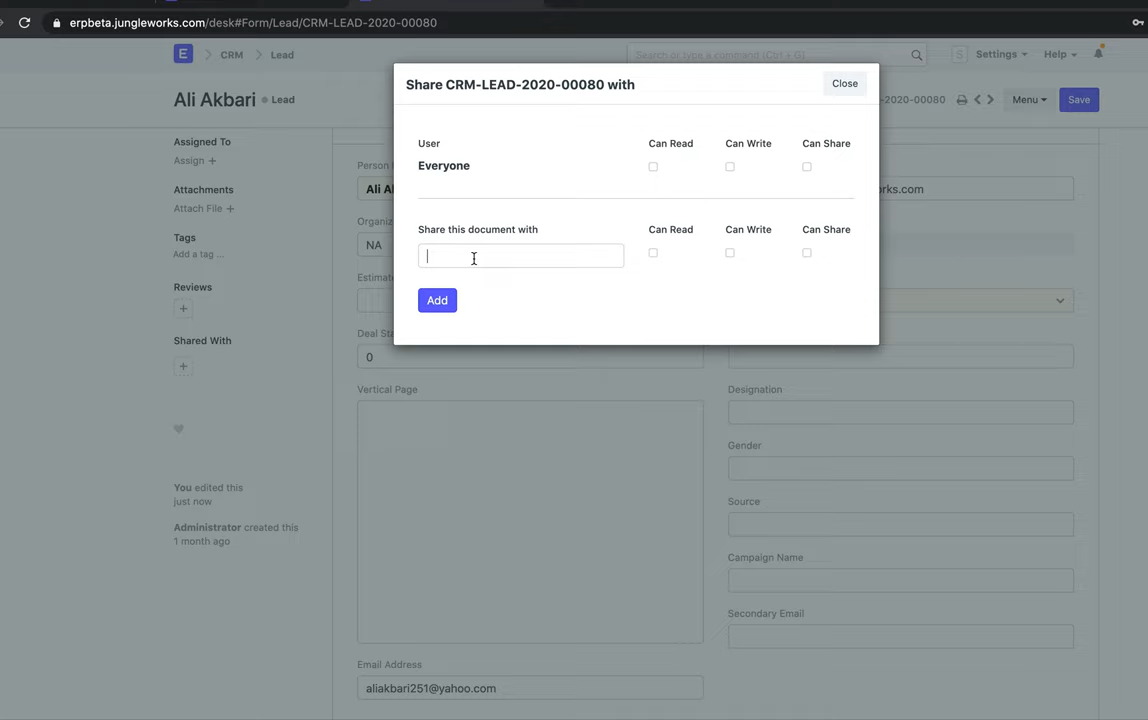 erpbeta.jungleworks.com/desk#Form/Lead/CRM-LEAD-2020-00080
E CRM Lead
Search or type a command (Ctrl + G)
S Settings Help
Ali Akbari Lead
-2020-00080 Menu Save
Share CRM-LEAD-2020-00080 with Close
User Can Read Can Write Can Share
Everyone
Share this document with Can Read Can Write Can Share
Add
Assigned To
Assign +
Attachments
Attach File +
Tags
Add a tag ...
Reviews
+
Shared With
+
You edited this
just now
Administrator created this
1 month ago
Person
Ali A
rks.com
Organiz
NA
Estimate
Deal Sta
0
Vertical Page
Designation
Gender
Source
Campaign Name
Secondary Email
Email Address
aliakbari251@yahoo.com